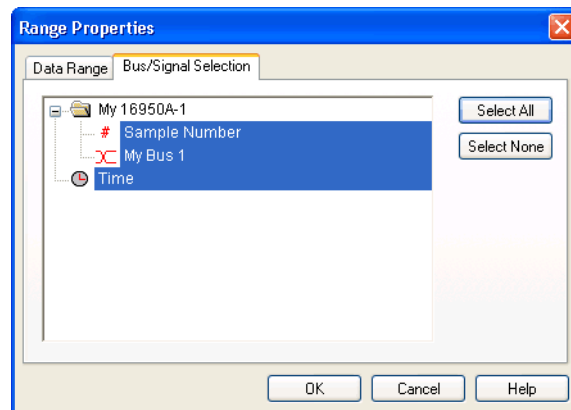 Range Properties
Data Range
Bus/Signal Selection
My 16950A-1
Select All
# Sample Number
My Bus 1
Select None
Time
OK
Cancel
Help